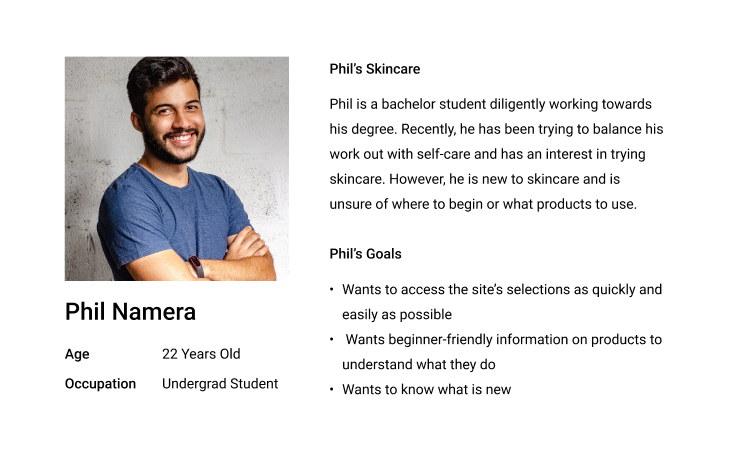 Phil Namera
Age 22 Years Old
Occupation Undergrad Student
Phil’s Skincare
Phil is a bachelor student diligently working towards
his degree. Recently, he has been trying to balance his
work out with self-care and has an interest in trying
skincare. However, he is new to skincare and is
unsure of where to begin or what products to use.
Phil’s Goals
• Wants to access the site’s selections as quickly and
easily as possible
• Wants beginner-friendly information on products to
understand what they do
• Wants to know what is new